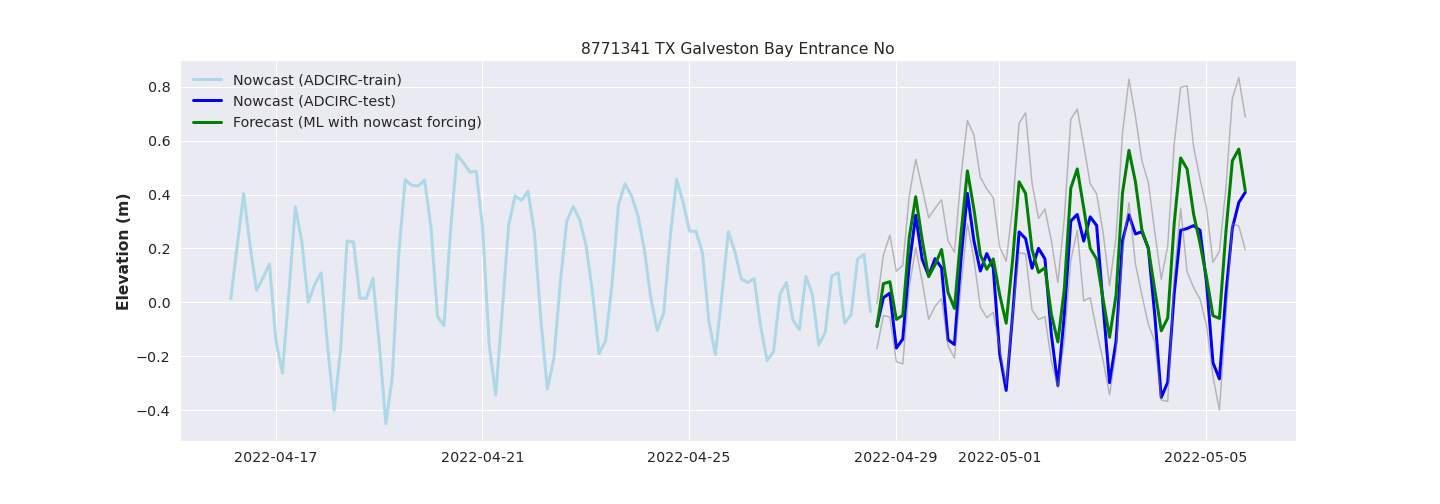 8771341 TX Galveston Bay Entrance No
Nowcast (ADCIRC-train)
Nowcast (ADCIRC-test)
Forecast (ML with nowcast forcing)
Elevation (m)
0.8
0.6
0.4
0.2
0.0
−0.2
−0.4
2022-04-17 2022-04-21 2022-04-25 2022-04-29 2022-05-01 2022-05-05